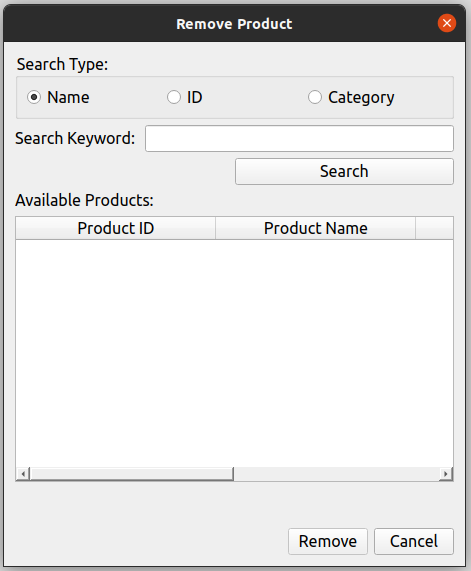 Remove Product
Search Type:
Name ID Category
Search Keyword:
Search
Available Products:
Product ID Product Name
Remove Cancel